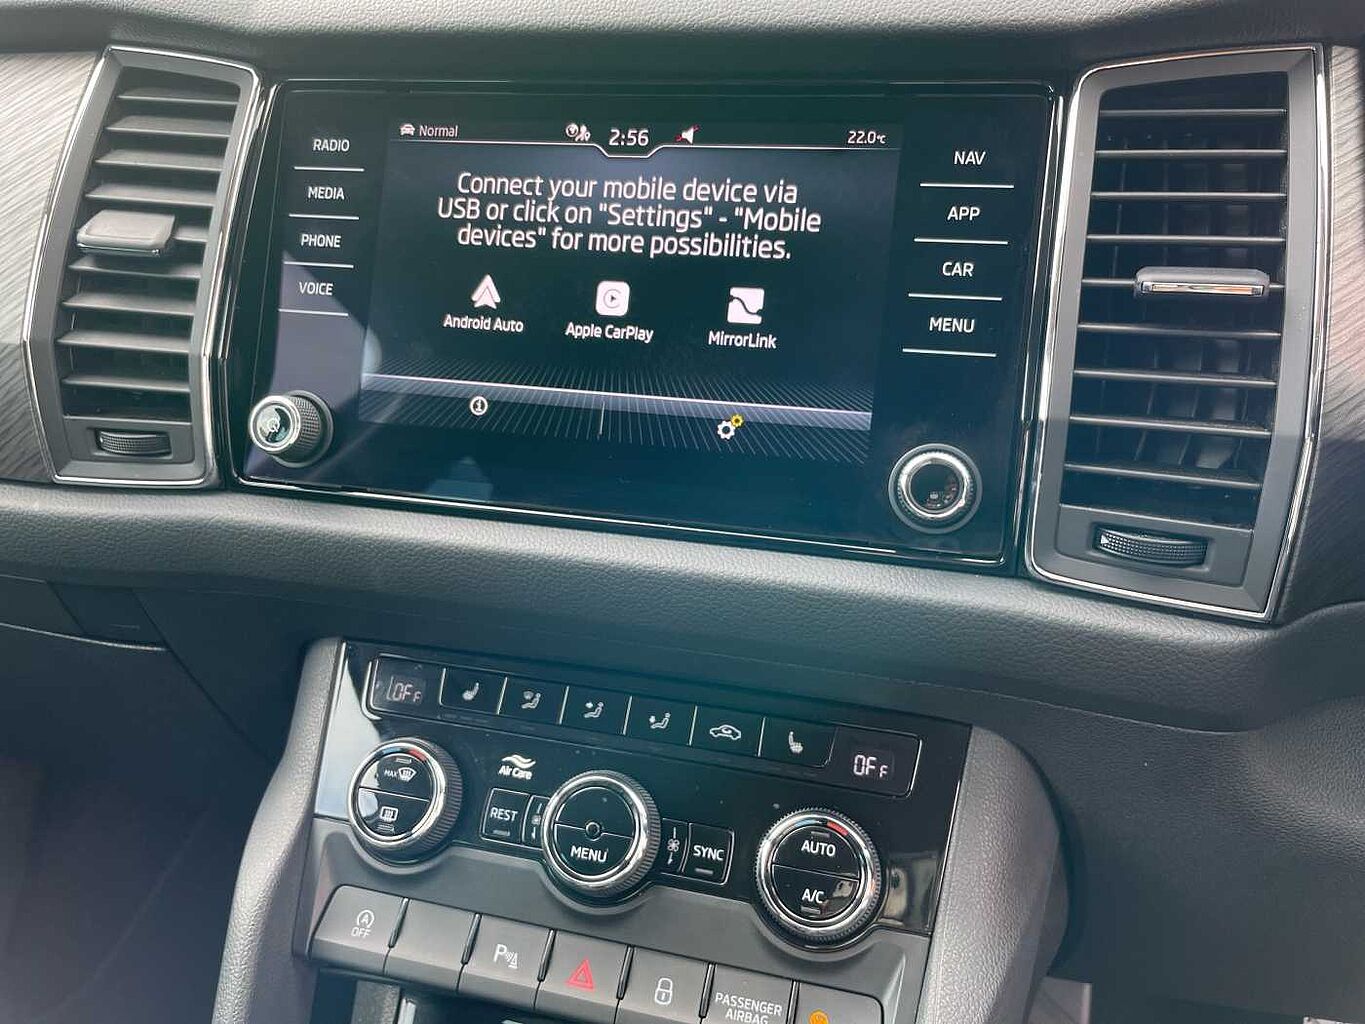 Normal
2:56
22.0°C
RADIO
MEDIA
PHONE
VOICE
Connect your mobile device via
USB or click on "Settings" - "Mobile
devices" for more possibilities.
Android Auto
Apple CarPlay
MirrorLink
NAV
APP
CAR
MENU
OFF
OFF
MAX
Air Care
REST
MENU
SYNC
AUTO
A/C
A
OFF
P
PASSENGER
AIRBAG